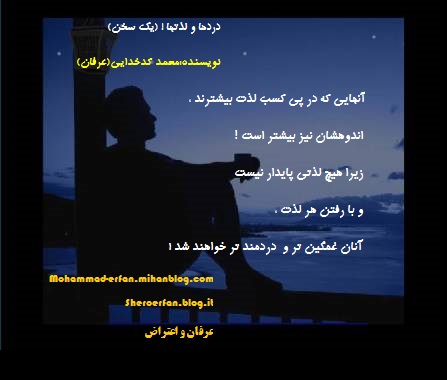 دردها و لذتها ! (یک سخن)
نویسنده:محمد کدخدایی(عرفان)
آنهایی که در پی کسب لذت بیشترند ،
اندوهشان نیز بیشتر است !
زیرا هیچ لذتی پایدار نیست
و با رفتن هر لذت ،
آنان غمگین تر و دردمند تر خواهند شد !
Mohammad-erfan.mihanblog.com
Sheroerfan.blog.ir
عرفان و اعتراض